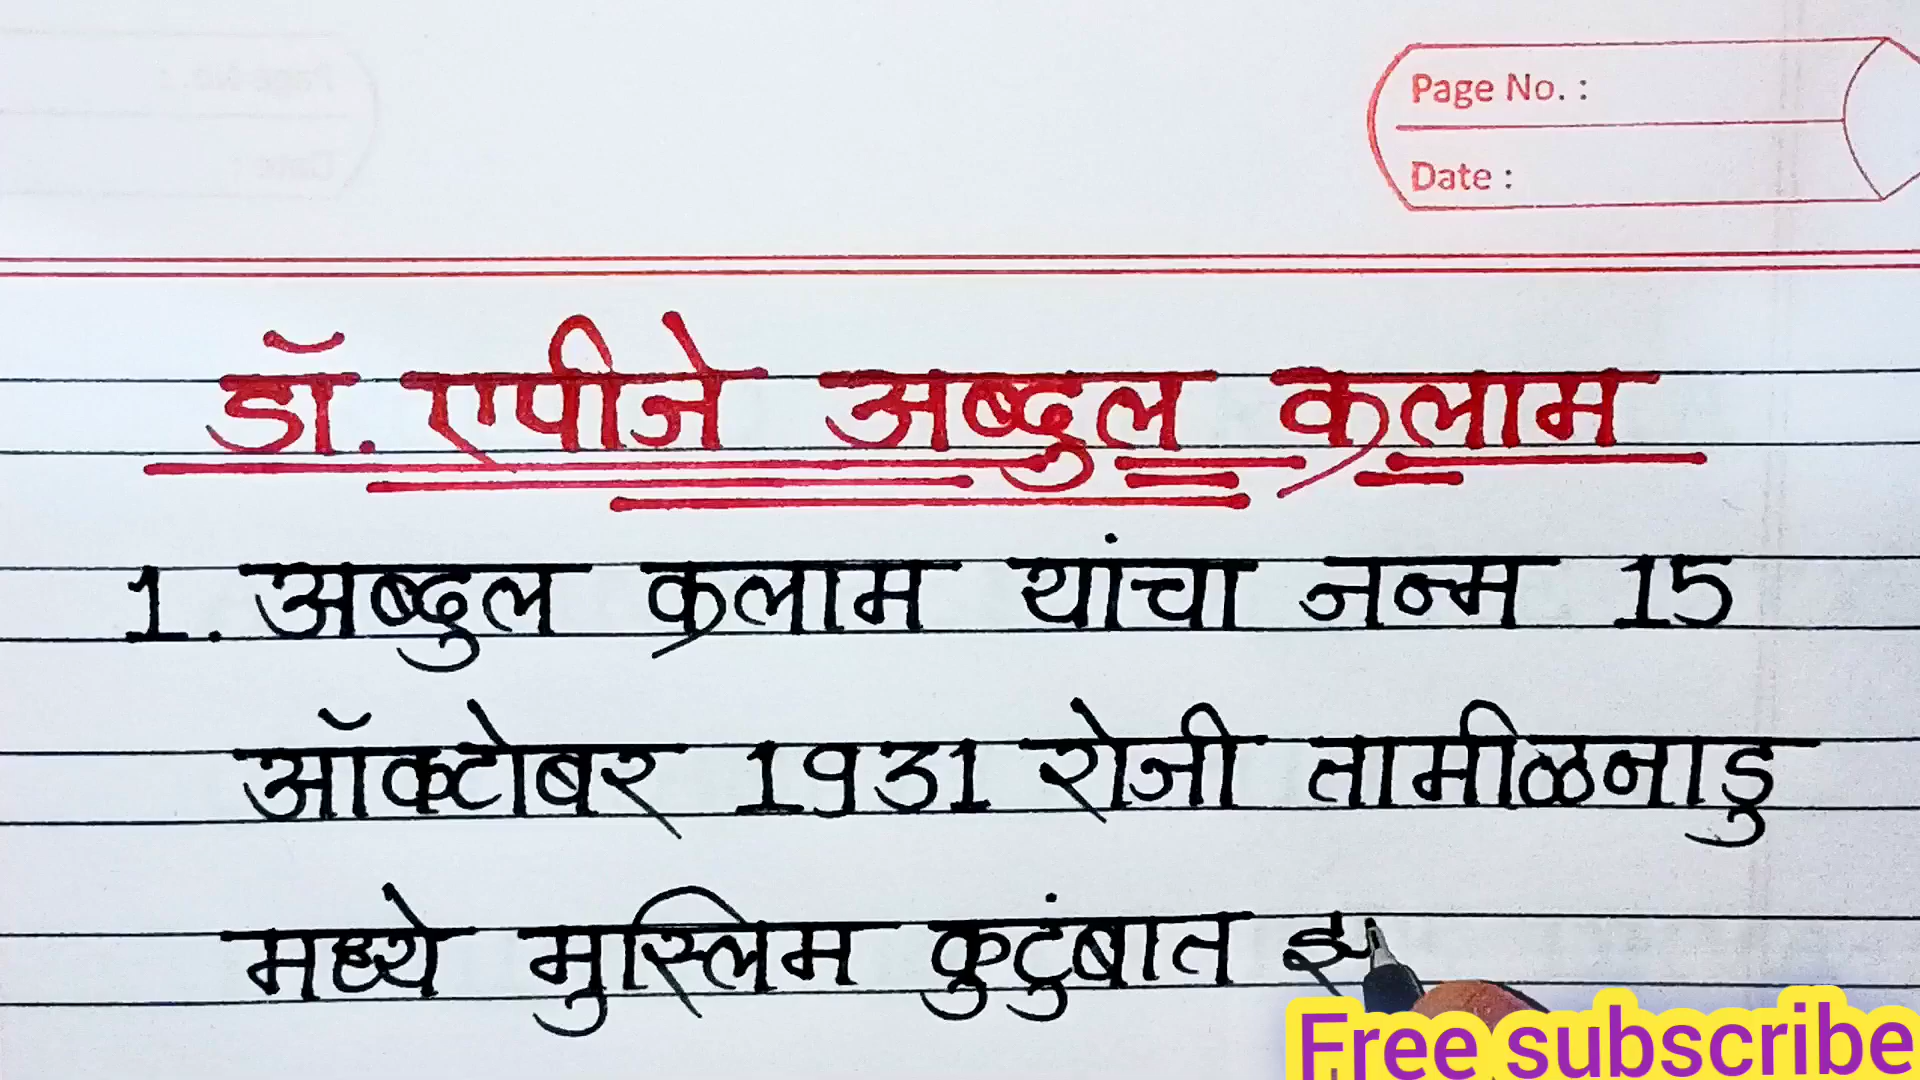 Page No. :
Date :
डॉ. एपीजे अब्दुल कलाम
1. अब्दुल कलाम यांचा जन्म 15
ऑक्टोबर 1931 रोजी तामीळनाडु
मध्ये मुस्लिम कुटुंबात
Free subscribe